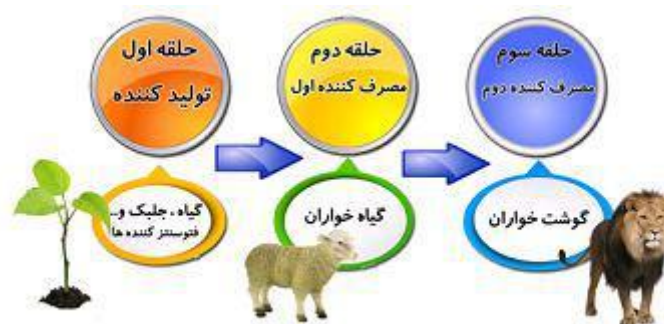 حلقه اول
تولید کننده
گیاه ، جلبک و..
فتوسنتز کننده ها
حلقه دوم
مصرف کننده اول
گیاه خواران
حلقه سوم
مصرف کننده دوم
گوشت خواران